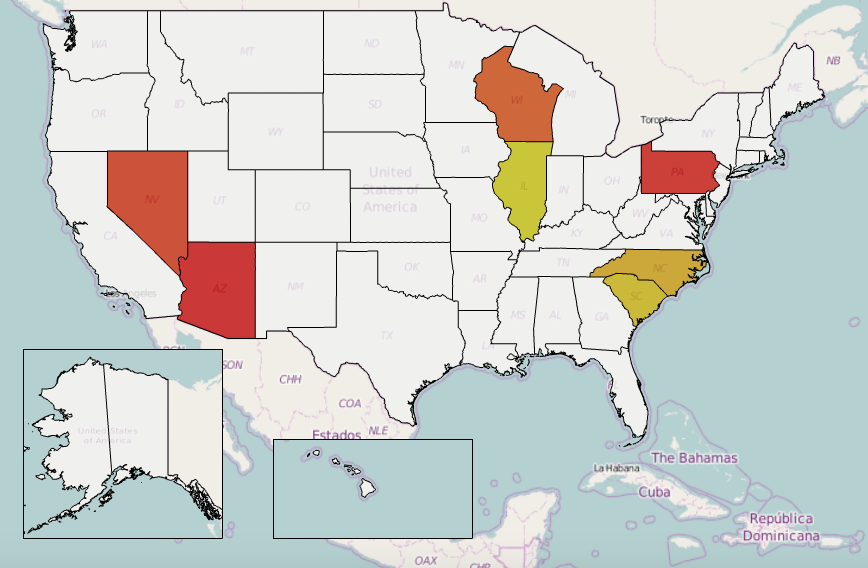 NB
WA
MT
ND
MN
ME
OR
ID
SD
WI
MI
Toronto
WY
NY
IA
United
States of
America
NV
UT
CO
IL
IN
OH
PA
MO
WV
VA
KY
CA
TN
NC
OK
AR
AZ
NM
SC
Los Angeles
MS
AL
GA
TX
SON
CHH
COA
NLE
Estados
United States
of America
La Habana
The Bahamas
Cuba
República
Dominicana
OAX